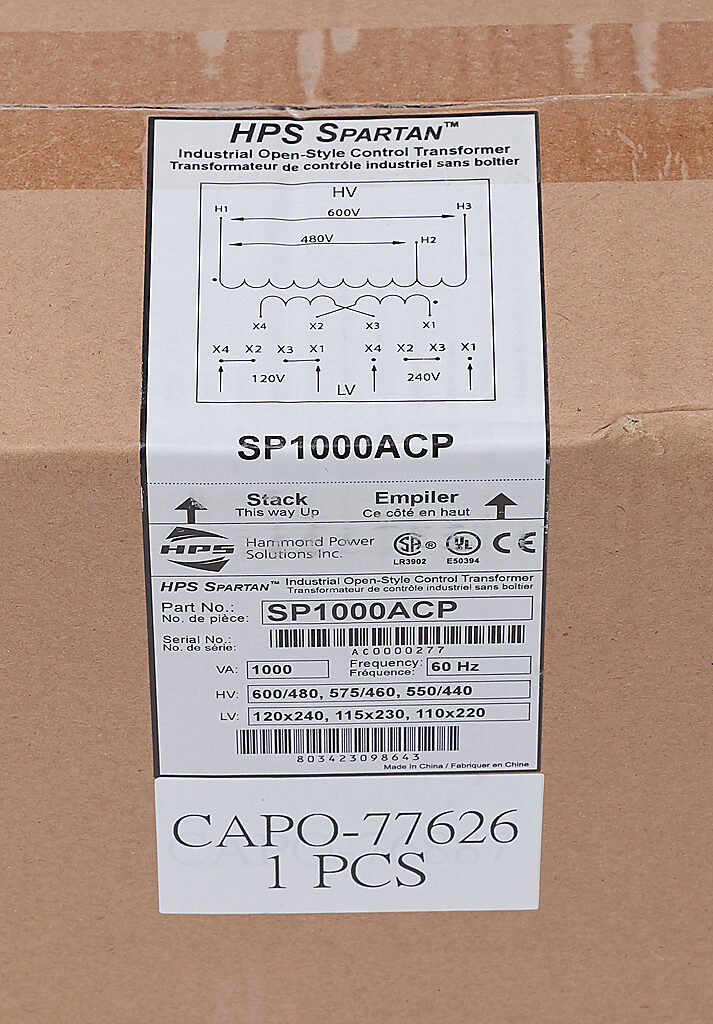 HPS SPARTAN™
Industrial Open-Style Control Transformer
Transformateur de contrôle industriel sans boîtier
HV
H1 600V H3
480V H2
X4 X2 X3 X1
X4 X2 X3 X1 X4 X2 X3 X1
120V 240V
LV
SP1000ACP
Stack Empiler
This way Up Ce côté en haut
HPS Hammond Power
Solutions Inc.
SA ® UL CE
LR3902 E50394
HPS SPARTAN™ Industrial Open-Style Control Transformer
Transformateur de contrôle industriel sans boîtier
Part No.: SP1000ACP
No. de pièce:
Serial No.:
No. de série:
AC0000277
VA: 1000 Frequency: 60 Hz
Fréquence:
HV: 600/480, 575/460, 550/440
LV: 120x240, 115x230, 110x220
803423098643
Made In China / Fabriquer en Chine
CAPO-77626
1 PCS